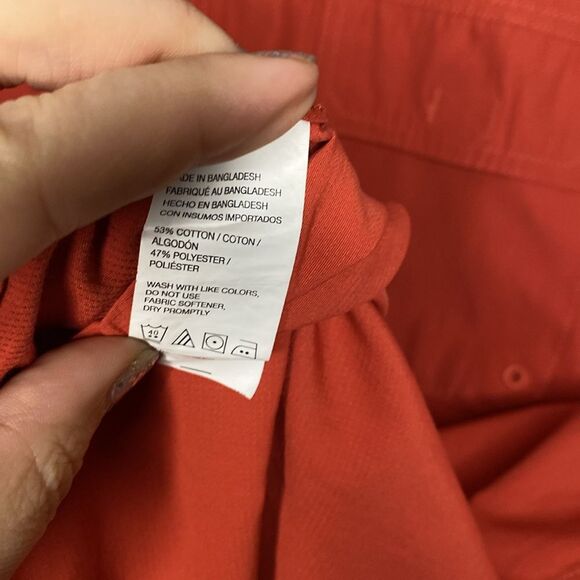 MADE IN BANGLADESH
FABRIQUÉ AU BANGLADESH
HECHO EN BANGLADESH
CON INSUMOS IMPORTADOS
53% COTTON / COTON /
ALGODÓN
47% POLYESTER /
POLIÉSTER
WASH WITH LIKE COLORS,
DO NOT USE
FABRIC SOFTENER,
DRY PROMPTLY
40